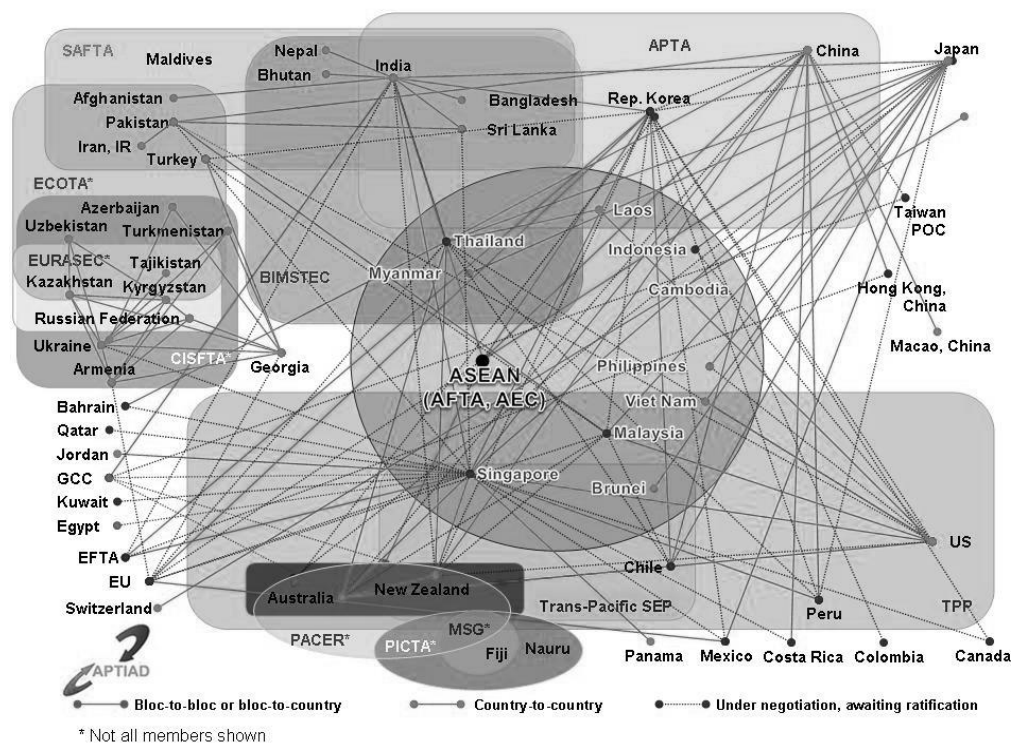 SAFTA
Maldives
Nepal
Bhutan
India
APTA
China
Japan
Afghanistan
Pakistan
Iran, IR
Turkey
Bangladesh
Sri Lanka
Rep. Korea
ECOTA*
Azerbaijan
Uzbekistan
Turkmenistan
EURASEC*
Tajikistan
Kazakhstan
Kyrgyzstan
Russian Federation
Ukraine
CISFTA*
Armenia
Georgia
BIMSTEC
Laos
Thailand
Indonesia
Myanmar
Cambodia
Taiwan
POC
Hong Kong,
China
Macao, China
ASEAN
(AFTA, AEC)
Philippines
Viet Nam
Malaysia
Singapore
Brunei
Bahrain
Qatar
Jordan
GCC
Kuwait
Egypt
EFTA
EU
Switzerland
US
Chile
Peru
TPP
Trans-Pacific SEP
Australia
New Zealand
PACER*
PICTA*
MSG*
Fiji
Nauru
Panama
Mexico
Costa Rica
Colombia
Canada
APTIAD
Bloc-to-bloc or bloc-to-country
Country-to-country
Under negotiation, awaiting ratification
* Not all members shown